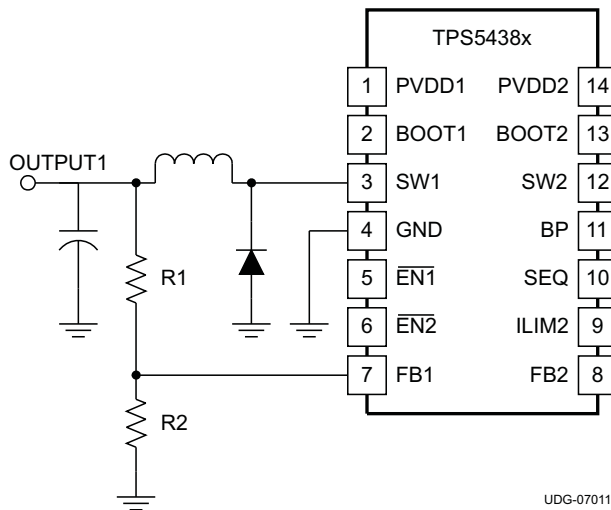 TPS5438x
1 PVDD1 PVDD2 14
2 BOOT1 BOOT2 13
OUTPUT1
3 SW1 SW2 12
4 GND BP 11
5 EN1 SEQ 10
R1
6 EN2 ILIM2 9
7 FB1 FB2 8
R2
UDG-07011